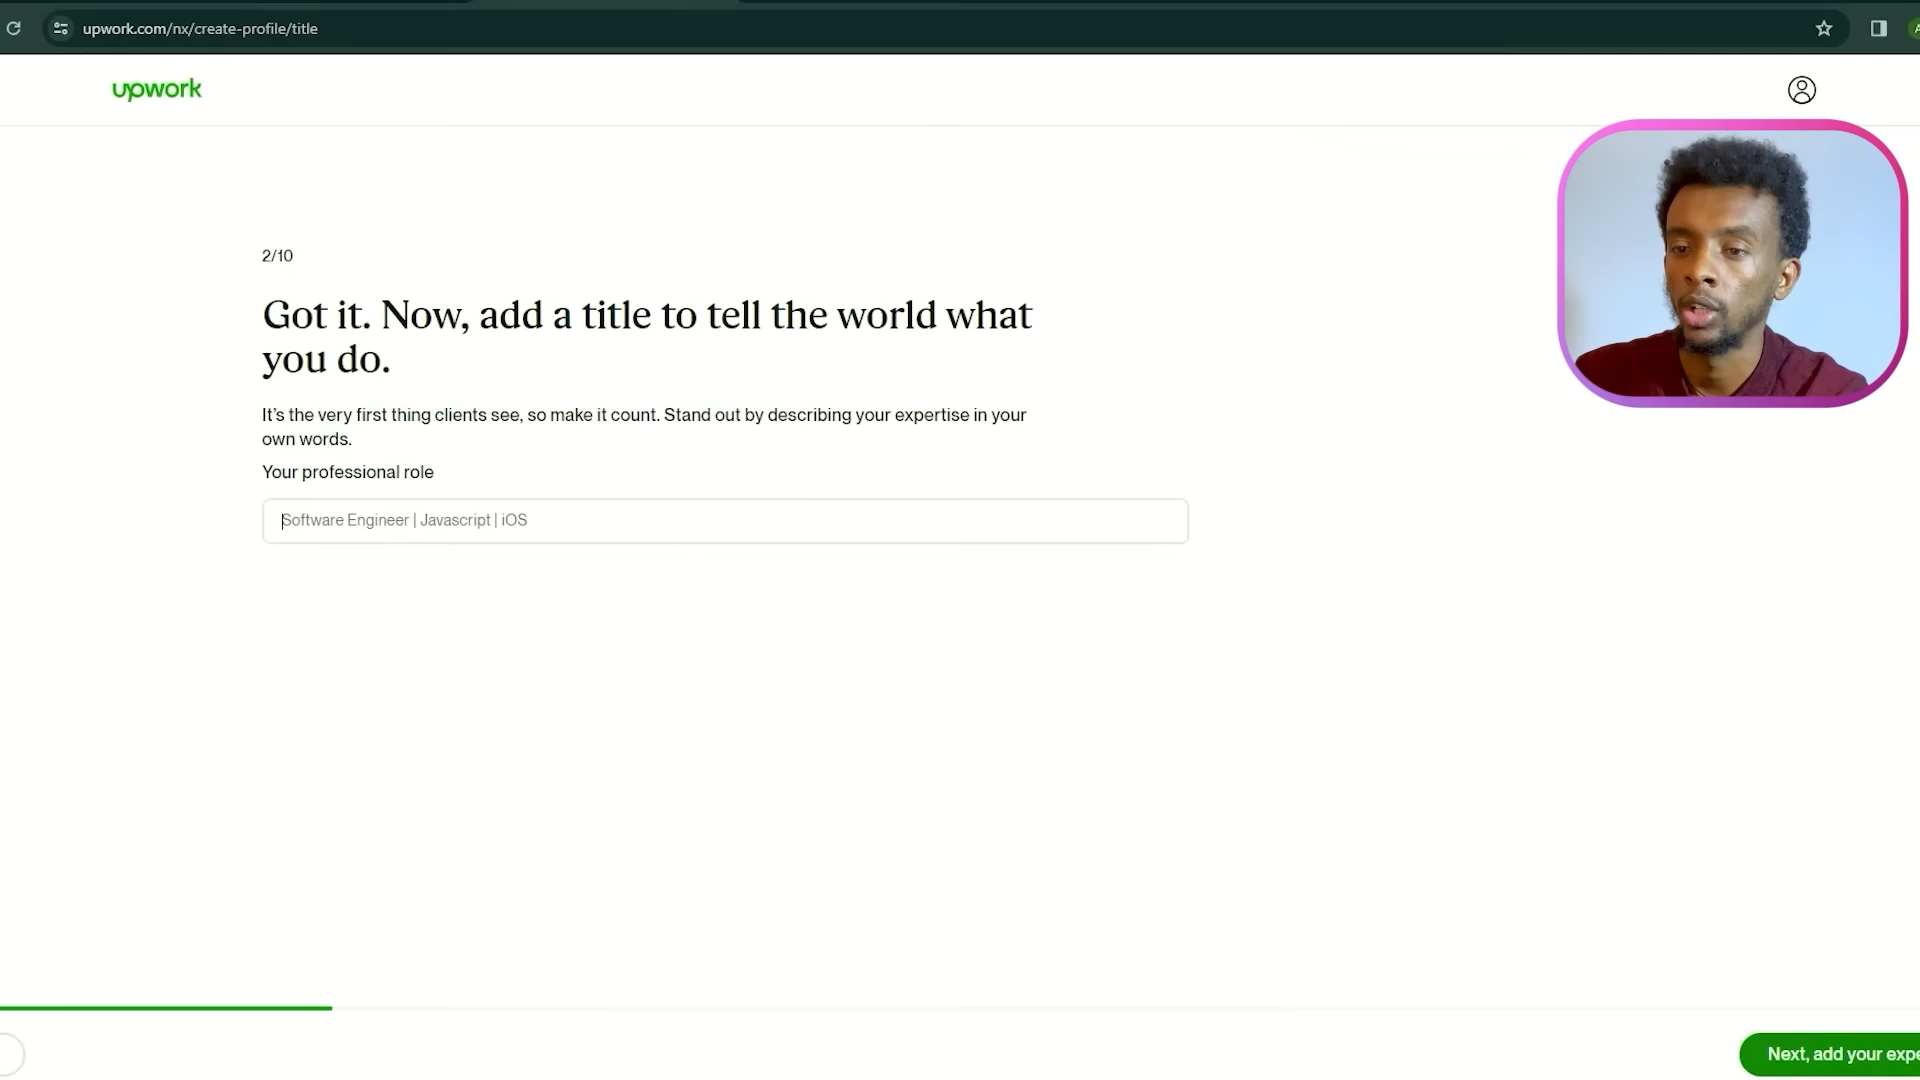 upwork.com/nx/create-profile/title
upwork
2/10
Got it. Now, add a title to tell the world what
you do.
It's the very first thing clients see, so make it count. Stand out by describing your expertise in your
own words.
Your professional role
Software Engineer | Javascript | iOS
Next, add your expe